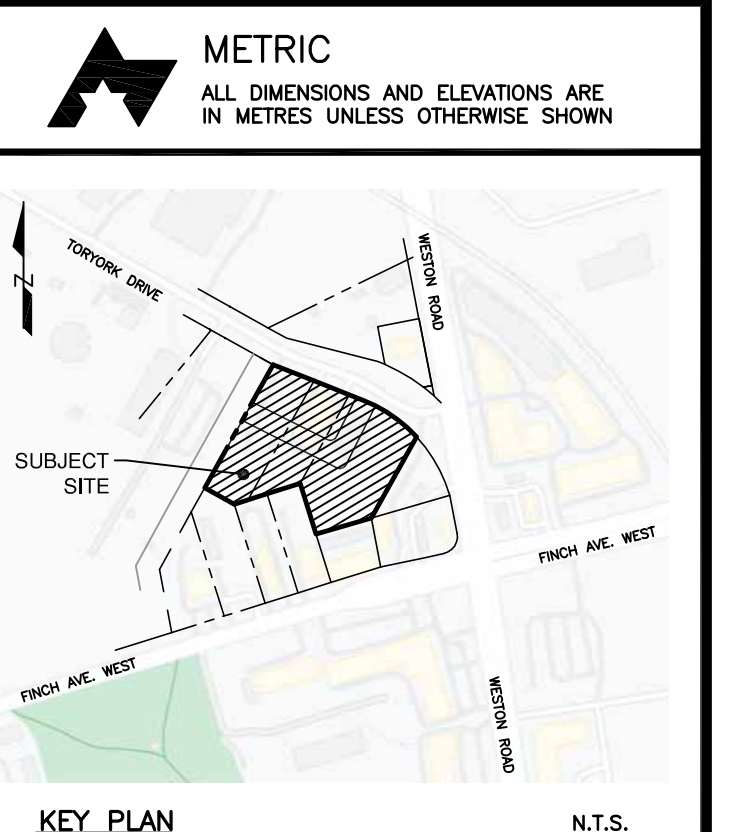 METRIC
ALL DIMENSIONS AND ELEVATIONS ARE
IN METRES UNLESS OTHERWISE SHOWN
N
TORYORK DRIVE
WESTON ROAD
SUBJECT
SITE
FINCH AVE. WEST
FINCH AVE. WEST
WESTON ROAD
KEY PLAN
N.T.S.